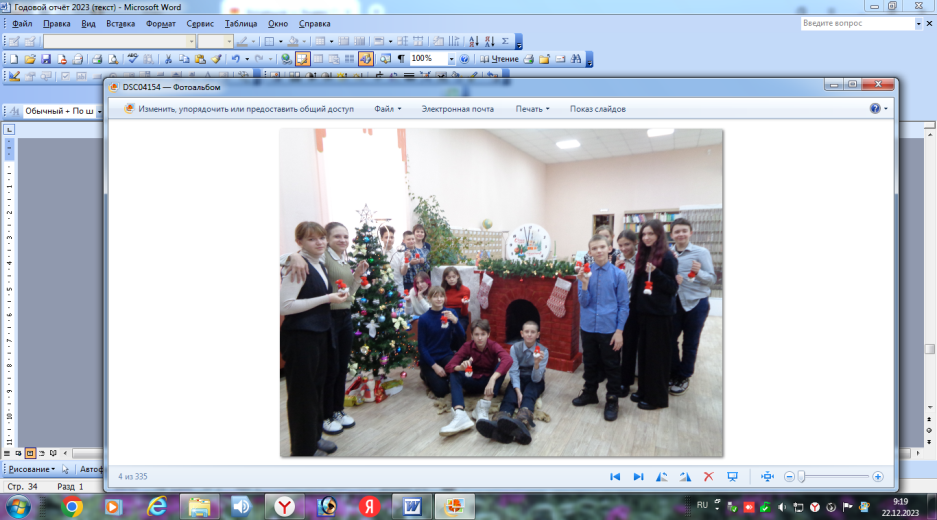 Годовой отчёт 2023 (текст) - Microsoft Word
Файл Правка Вид Вставка Формат Сервис Таблица Окно Справка
Введите вопрос
100% Чтение
Обычный + По ш
DSC04154 — Фотоальбом
Изменить, упорядочить или предоставить общий доступ Файл Электронная почта Печать Показ слайдов
4 из 335
Рисование Автоф
Стр. 34 Разд 1
RU 9:19
22.12.2023